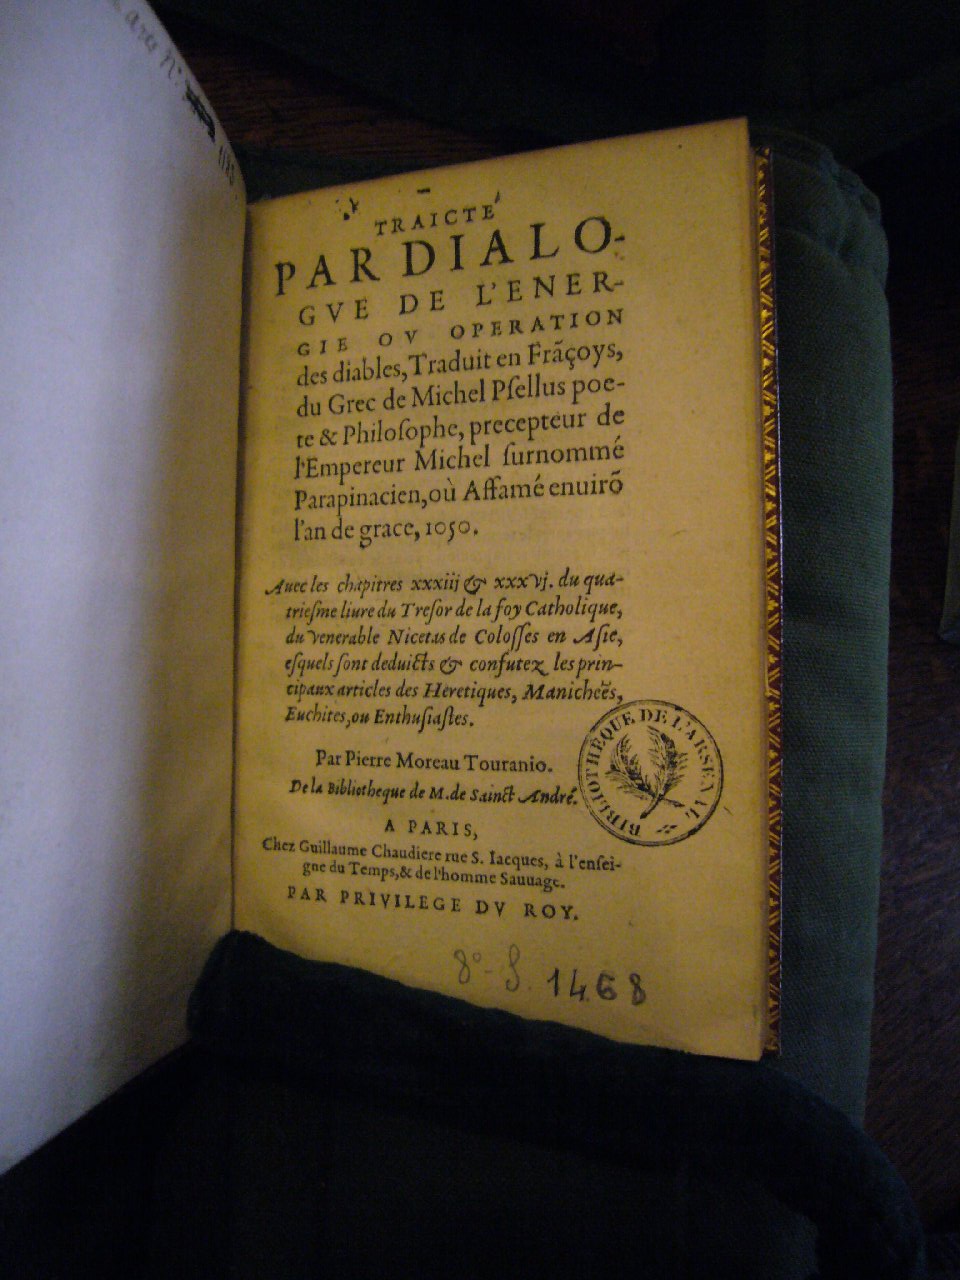 TRAICTÉ
PAR DIALO-
GVE DE L'ENER-
GIE OV OPERATION
des diables, Traduit en Frãçoys,
du Grec de Michel Pſellus poe-
te & Philoſophe, precepteur de
l'Empereur Michel ſurnommé
Parapinacien, où Affamé enuirõ
l'an de grace, 1050.
Auec les chapitres xxxiij & xxxvj. du qua-
trieſme liure du Treſor de la foy Catholique,
du venerable Nicetas de Coloſſes en Aſie,
eſquels ſont deduicts & confutez les prin-
cipaux articles des Heretiques, Manicheẽs,
Euchites, ou Enthuſiaſtes.
Par Pierre Moreau Touranio.
De la Bibliotheque de M. de Sainct André.
BIBLIOTHÈQUE DE L'ARSENAL
A PARIS,
Chez Guillaume Chaudiere rue S. Iacques, à l'enſei-
gne du Temps, & de l'homme Sauuage.
PAR PRIVILEGE DV ROY.
8°- S. 1468